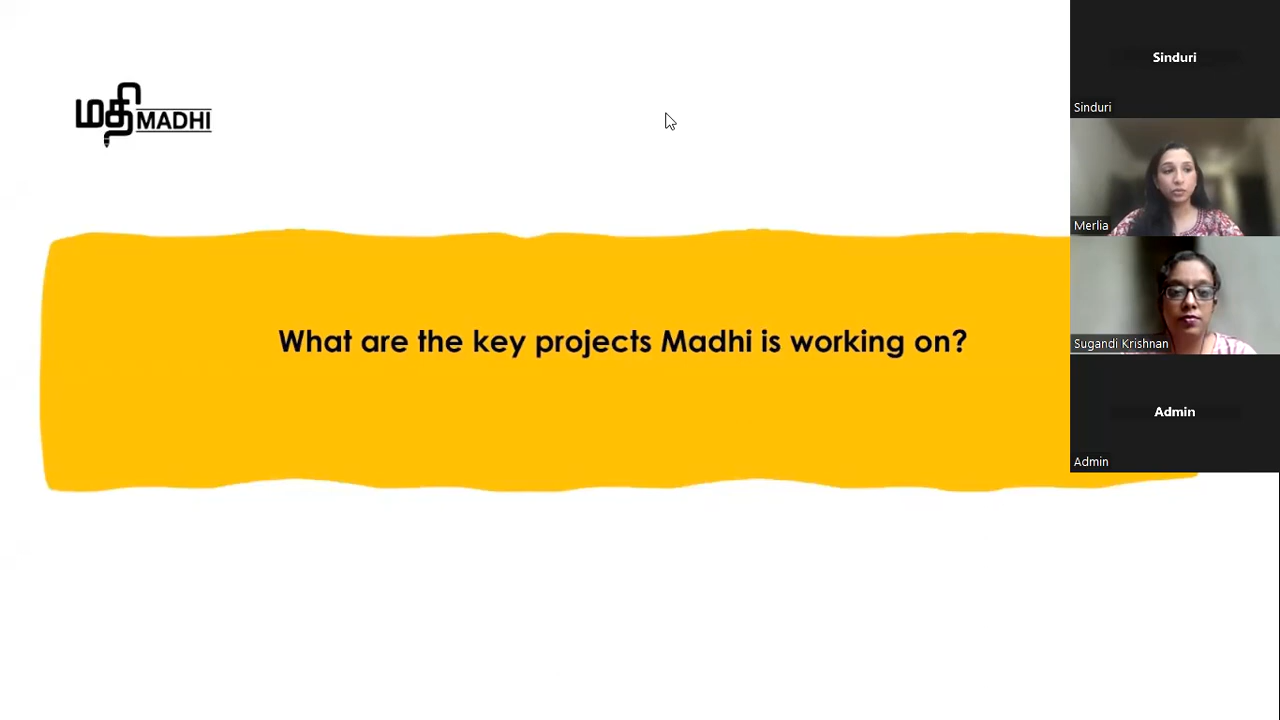 மதி MADHI
What are the key projects Madhi is working on?
Sinduri
Sinduri
Merlia
Sugandi Krishnan
Admin
Admin